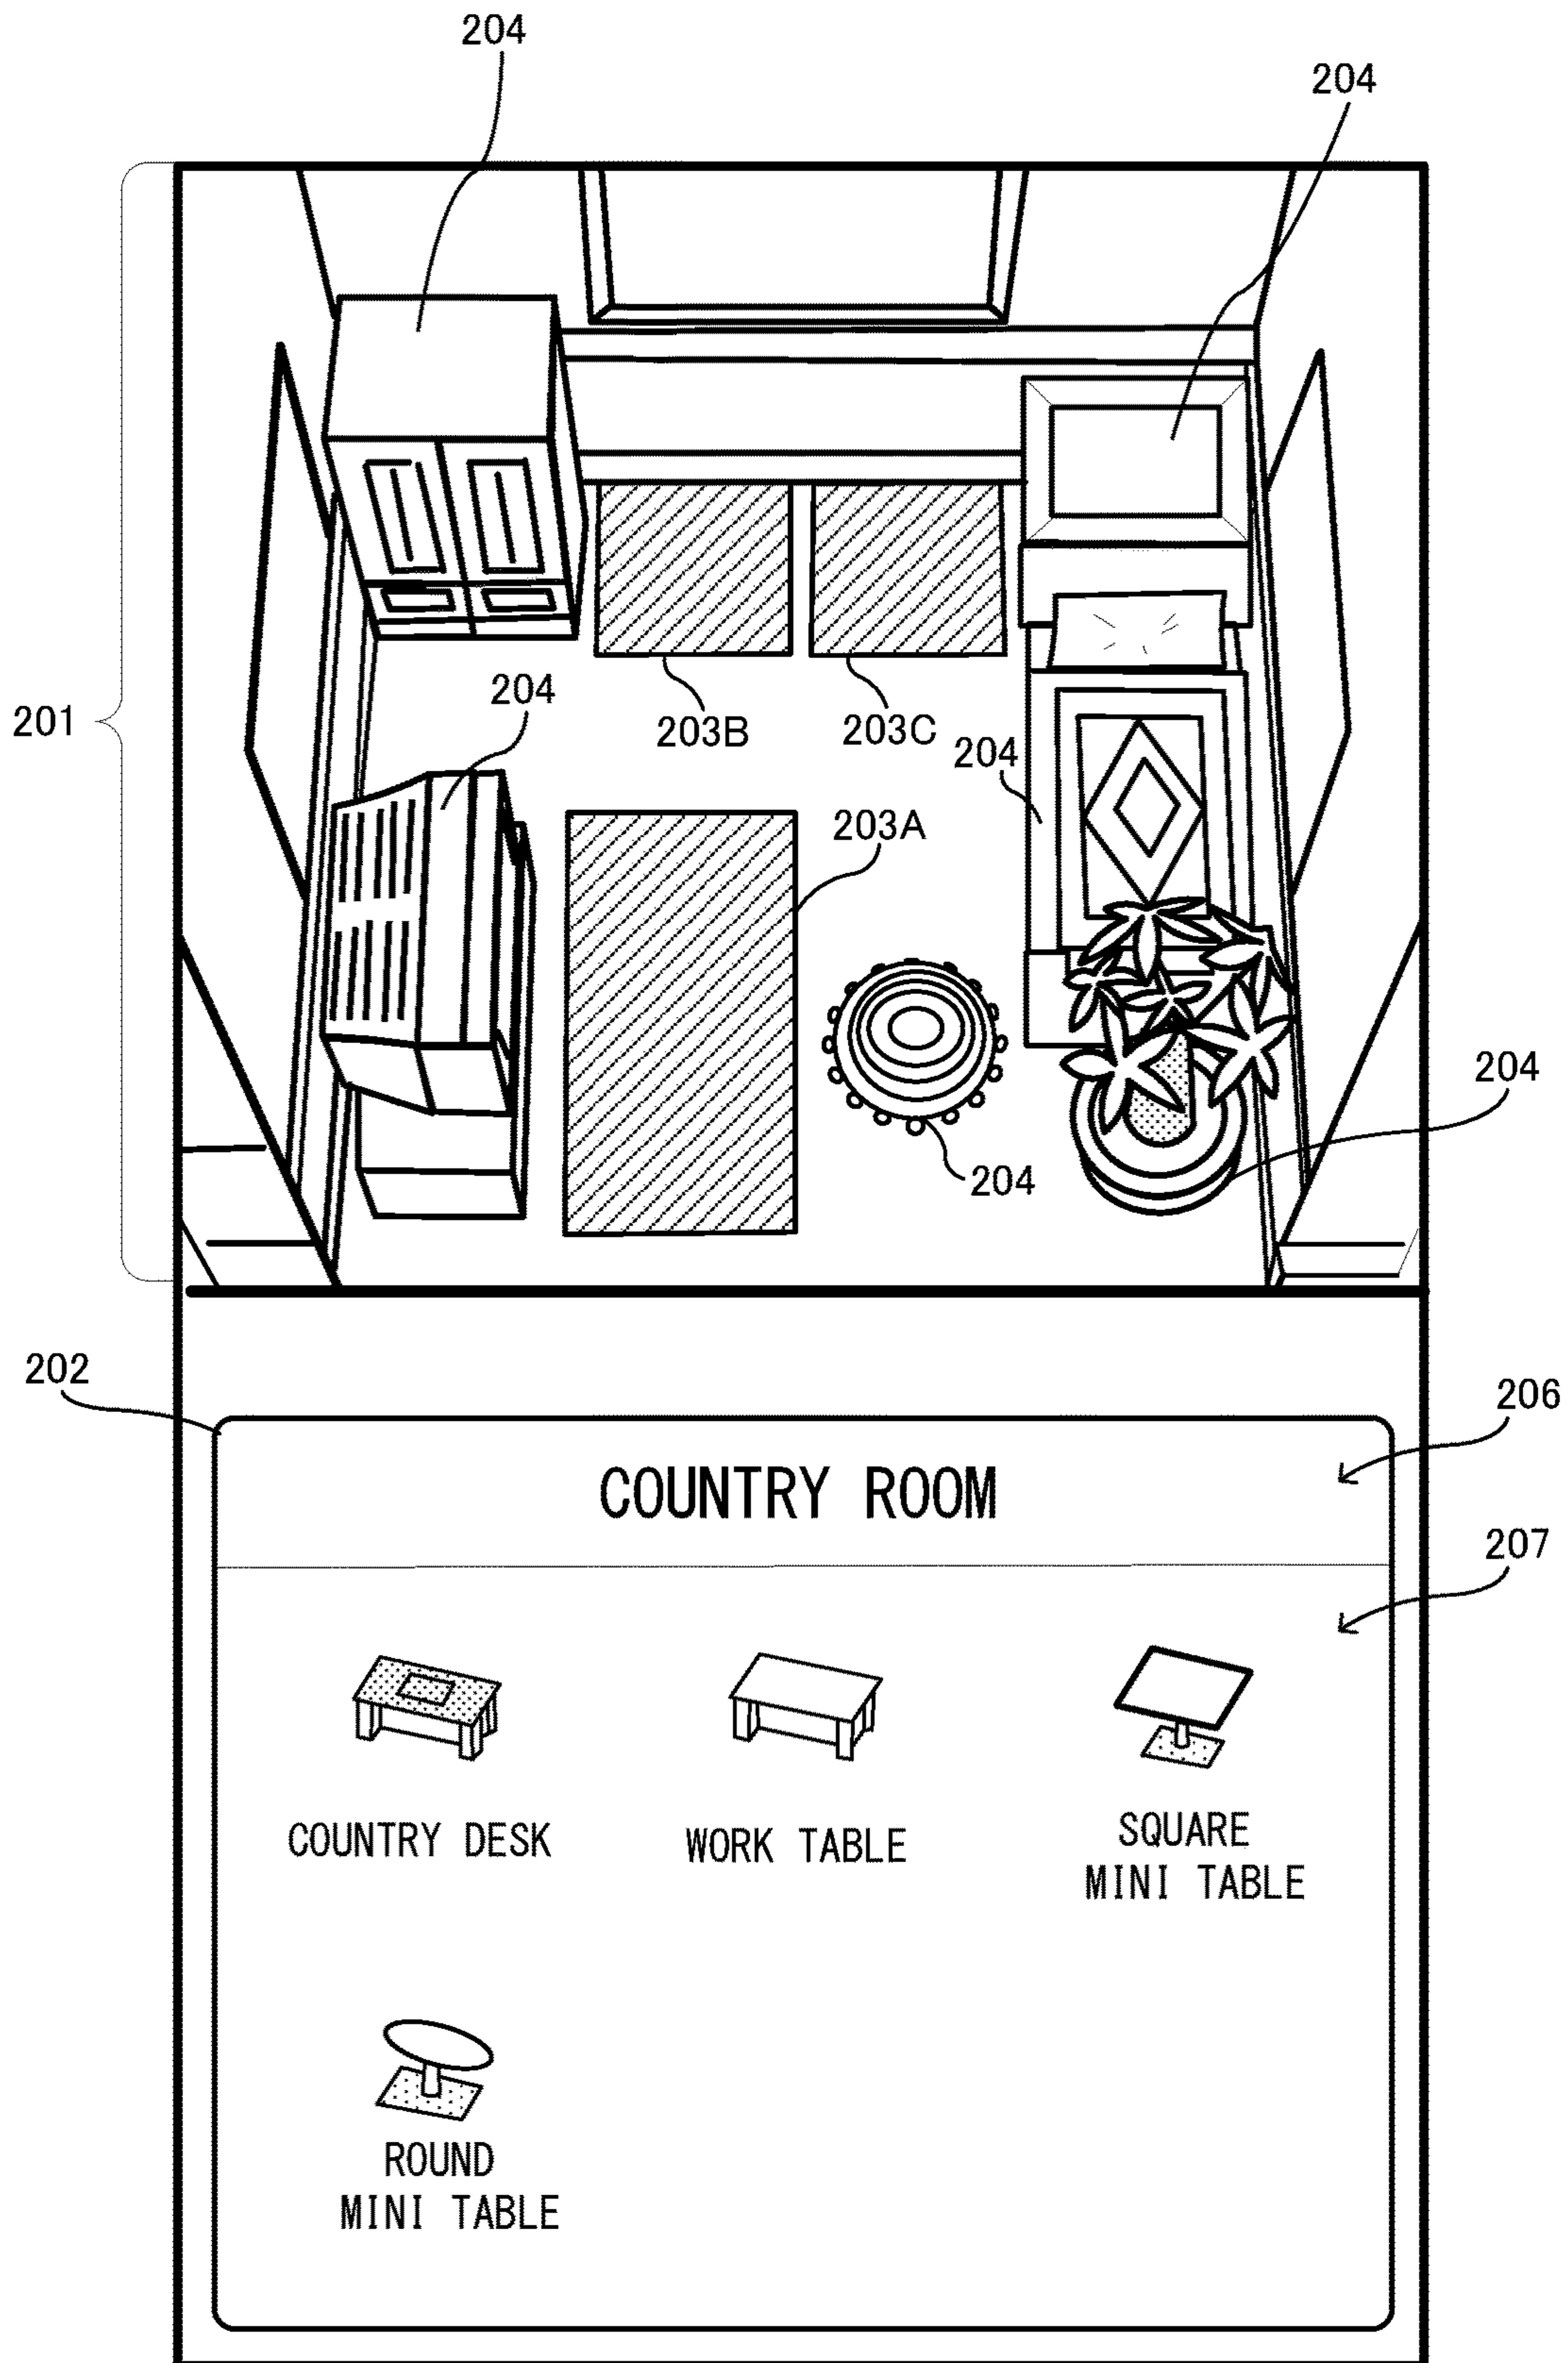 204
204
201
203B
203C
204
204
203A
204
204
202
206
COUNTRY ROOM
207
COUNTRY DESK
WORK TABLE
SQUARE
MINI TABLE
ROUND
MINI TABLE